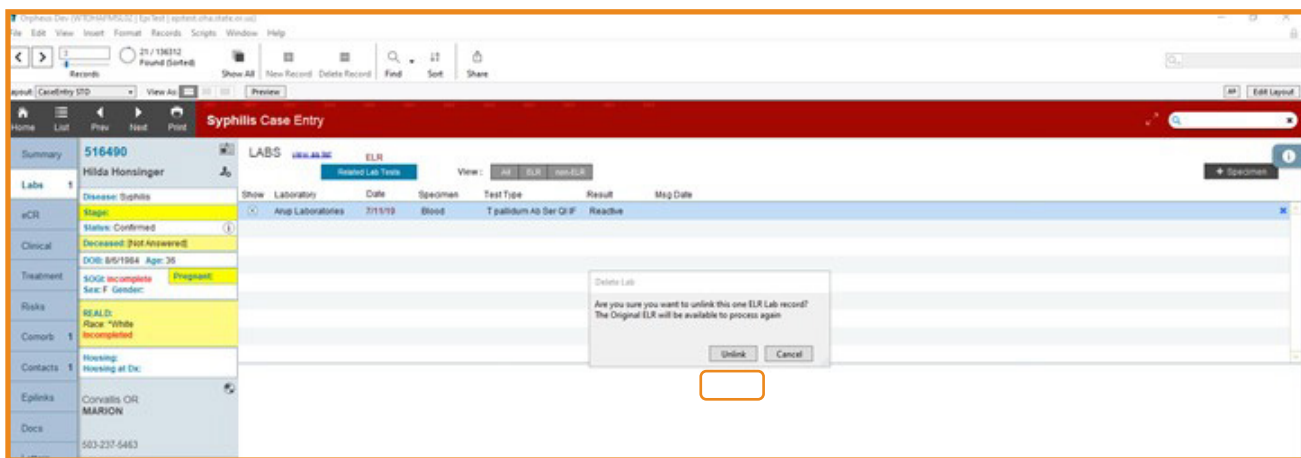 Orpheus Dev (WTOHAFMSL02 | EpiTest | epitest.oha.state.or.us)
File Edit View Insert Format Records Scripts Window Help
3
21 / 136312
Found (Sorted)
Records
Show All New Record Delete Record Find Sort Share
Layout: CaseEntry STD View As: Preview
Edit Layout
Home List Prev Next Print Syphilis Case Entry
Summary
Labs 1
eCR
Clinical
Treatment
Risks
Comorb 1
Contacts 1
Epilinks
Docs
516490
Hilda Honsinger
Disease: Syphilis
Stage:
Status: Confirmed
Deceased: [Not Answered]
DOB: 8/5/1984 Age: 36
SOGI: incomplete Pregnant:
Sex: F Gender:
REALD:
Race: *White
Incompleted
Housing:
Housing at Dx:
Corvallis OR
MARION
503-237-5463
LABS view as list ELR
Related Lab Tests View: All ELR non-ELR
+ Specimen
Show Laboratory Date Specimen Test Type Result Msg Date
Arup Laboratories 7/11/19 Blood T pallidum Ab Ser Ql IF Reactive
Delete Lab
Are you sure you want to unlink this one ELR Lab record?
The Original ELR will be available to process again
Unlink Cancel